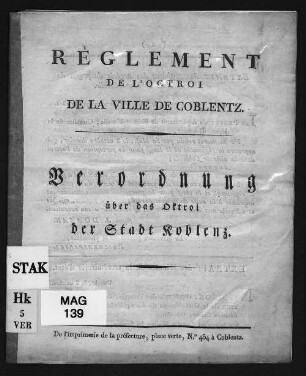 RÈGLEMENT
DE L'OCTROI
DE LA VILLE DE COBLENTZ.
Verordnung
über das Oktroi
der Stadt Koblenz.
STAK
Hk
5
VER
MAG
139
De l'imprimerie de la préfecture, place verte, N.° 464 à Coblentz.